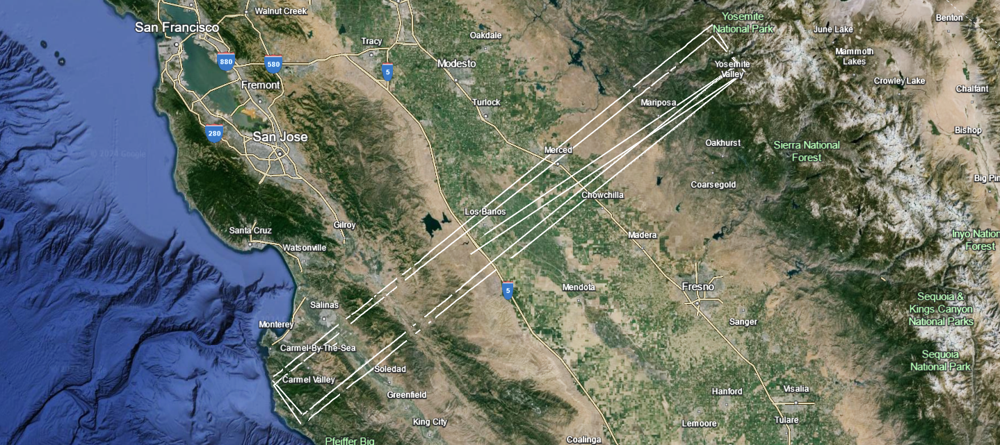 Walnut Creek
San Francisco
Yosemite
National Park
Benton
June Lake
Oakdale
Tracy
Mammoth
Lakes
880
580
5
Modesto
Yosemite
Valley
Crowley Lake
Fremont
Chalfant
Turlock
Mariposa
280
San Jose
Bishop
Oakhurst
Sierra National
Forest
Merced
© 2024 Google
Coarsegold
Big Pin
Chowchilla
Los Banos
Gilroy
Santa Cruz
Madera
Inyo Nation
Forest
Watsonville
Mendota
5
Fresno
Salinas
Sequoia &
Kings Canyon
National Parks
Monterey
Sanger
Carmel-By-The-Sea
Sequoia
National Park
Soledad
Carmel Valley
Greenfield
Hanford
Visalia
King City
Lemoore
Tulare
Coalinga
Pfeiffer Big